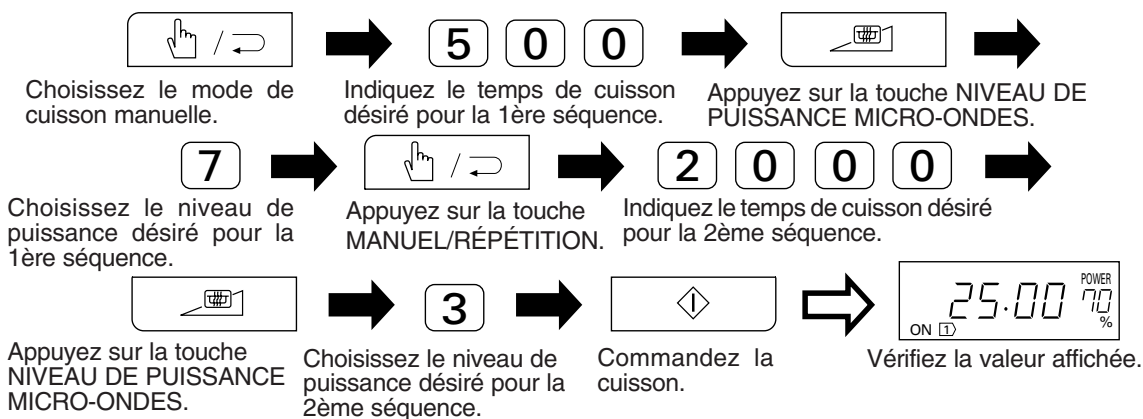 /
5 0 0
Choisissez le mode de
cuisson manuelle.
Indiquez le temps de cuisson
désiré pour la 1ère séquence.
Appuyez sur la touche NIVEAU DE
PUISSANCE MICRO-ONDES.
7
/
2 0 0 0
Choisissez le niveau de
puissance désiré pour la
1ère séquence.
Appuyez sur la touche
MANUEL/RÉPÉTITION.
Indiquez le temps de cuisson désiré
pour la 2ème séquence.
3
25.00 POWER 70 %
ON 1
Appuyez sur la touche
NIVEAU DE PUISSANCE
MICRO-ONDES.
Choisissez le niveau de
puissance désiré pour la
2ème séquence.
Commandez la
cuisson.
Vérifiez la valeur affichée.